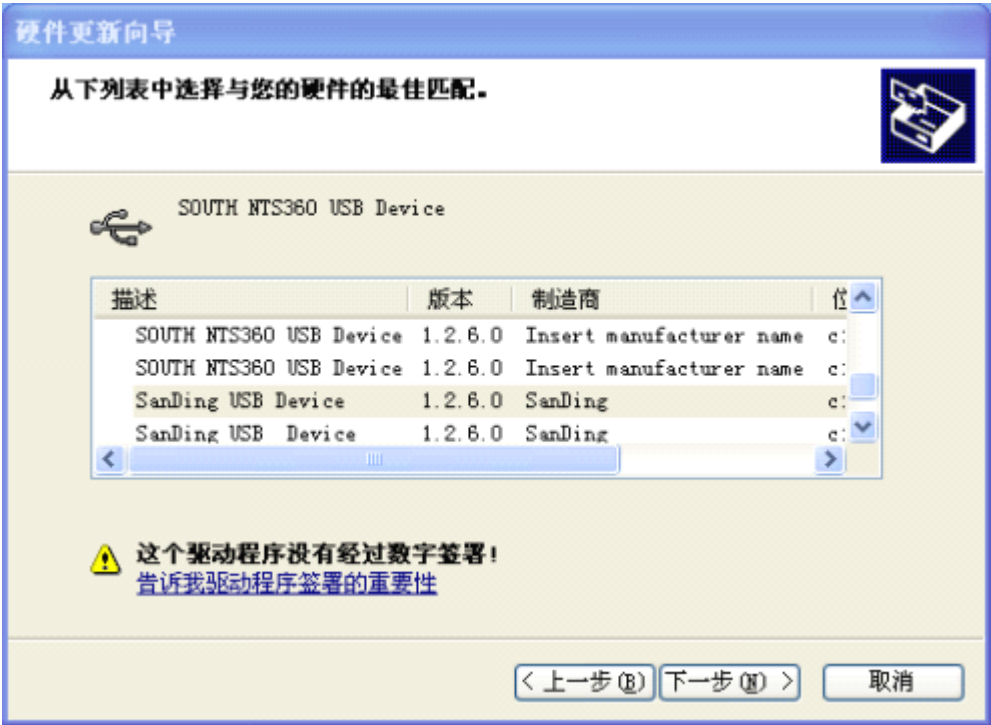 硬件更新向导
从下列表中选择与您的硬件的最佳匹配。
SOUTH NTS360 USB Device
描述 版本 制造商
SOUTH NTS360 USB Device 1.2.6.0 Insert manufacturer name c:
SOUTH NTS360 USB Device 1.2.6.0 Insert manufacturer name c:
SanDing USB Device 1.2.6.0 SanDing c:
SanDing USB Device 1.2.6.0 SanDing c:
这个驱动程序没有经过数字签署!
告诉我驱动程序签署的重要性
< 上一步(B) 下一步(N) > 取消